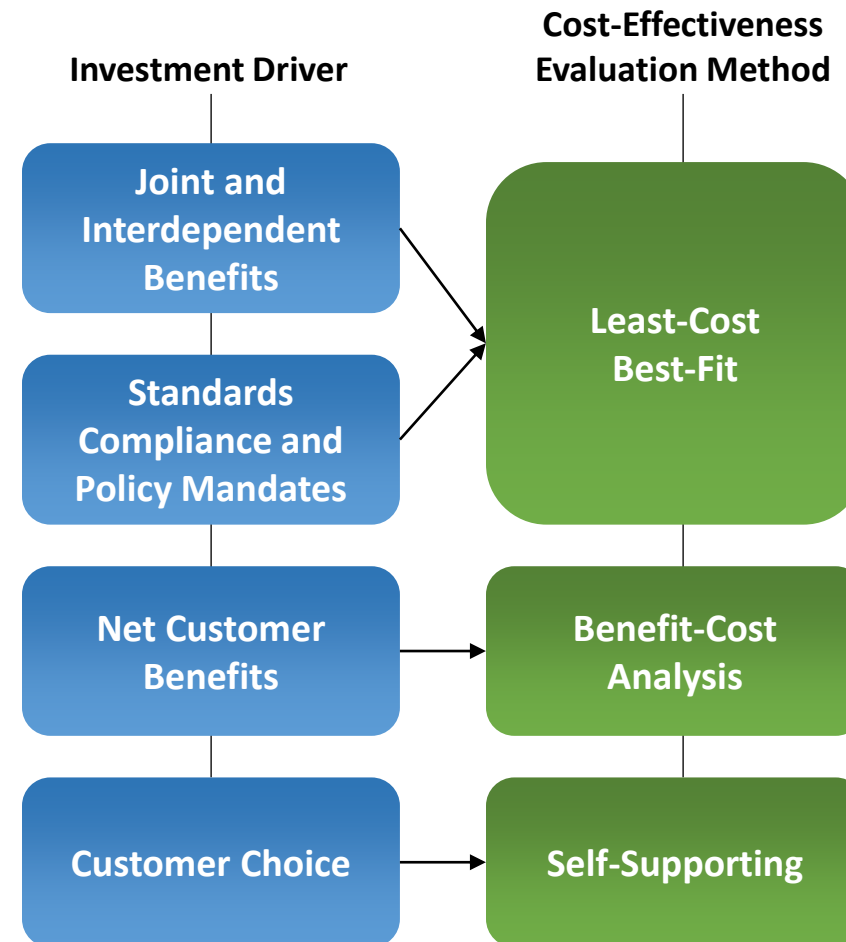 Investment Driver
Cost-Effectiveness
Evaluation Method
Joint and
Interdependent
Benefits
Standards
Compliance and
Policy Mandates
Net Customer
Benefits
Customer Choice
Least-Cost
Best-Fit
Benefit-Cost
Analysis
Self-Supporting